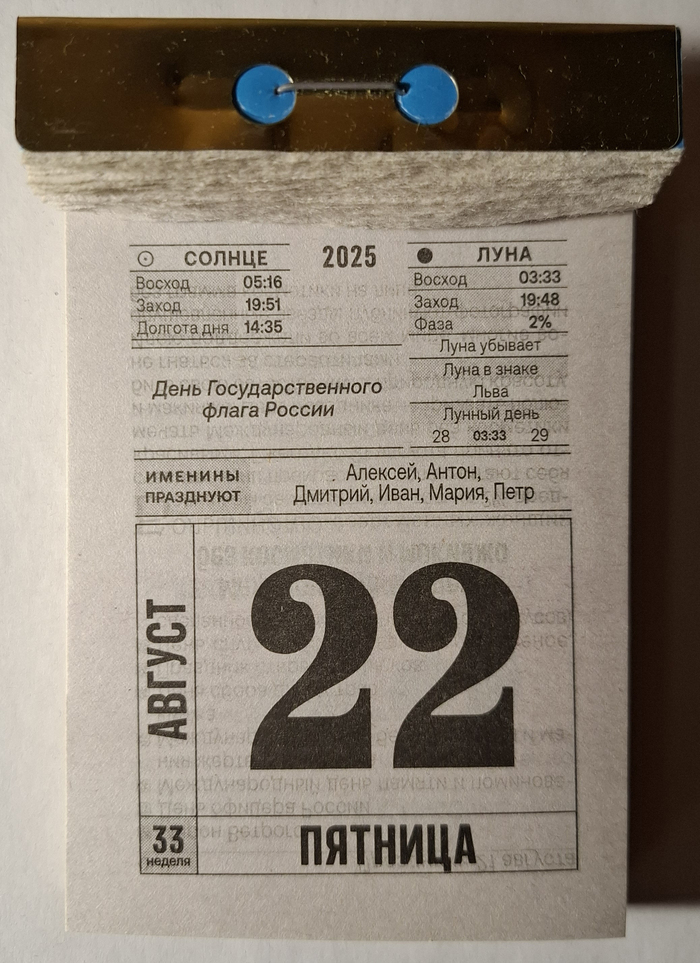 СОЛНЦЕ
Восход 05:16
Заход 19:51
Долгота дня 14:35
2025
ЛУНА
Восход 03:33
Заход 19:48
Фаза 2%
Луна убывает
Луна в знаке
Льва
Лунный день
28 03:33 29
День Государственного
флага России
ИМЕНИНЫ
ПРАЗДНУЮТ
Алексей, Антон,
Дмитрий, Иван, Мария, Петр
АВГУСТ
22
33
неделя
ПЯТНИЦА